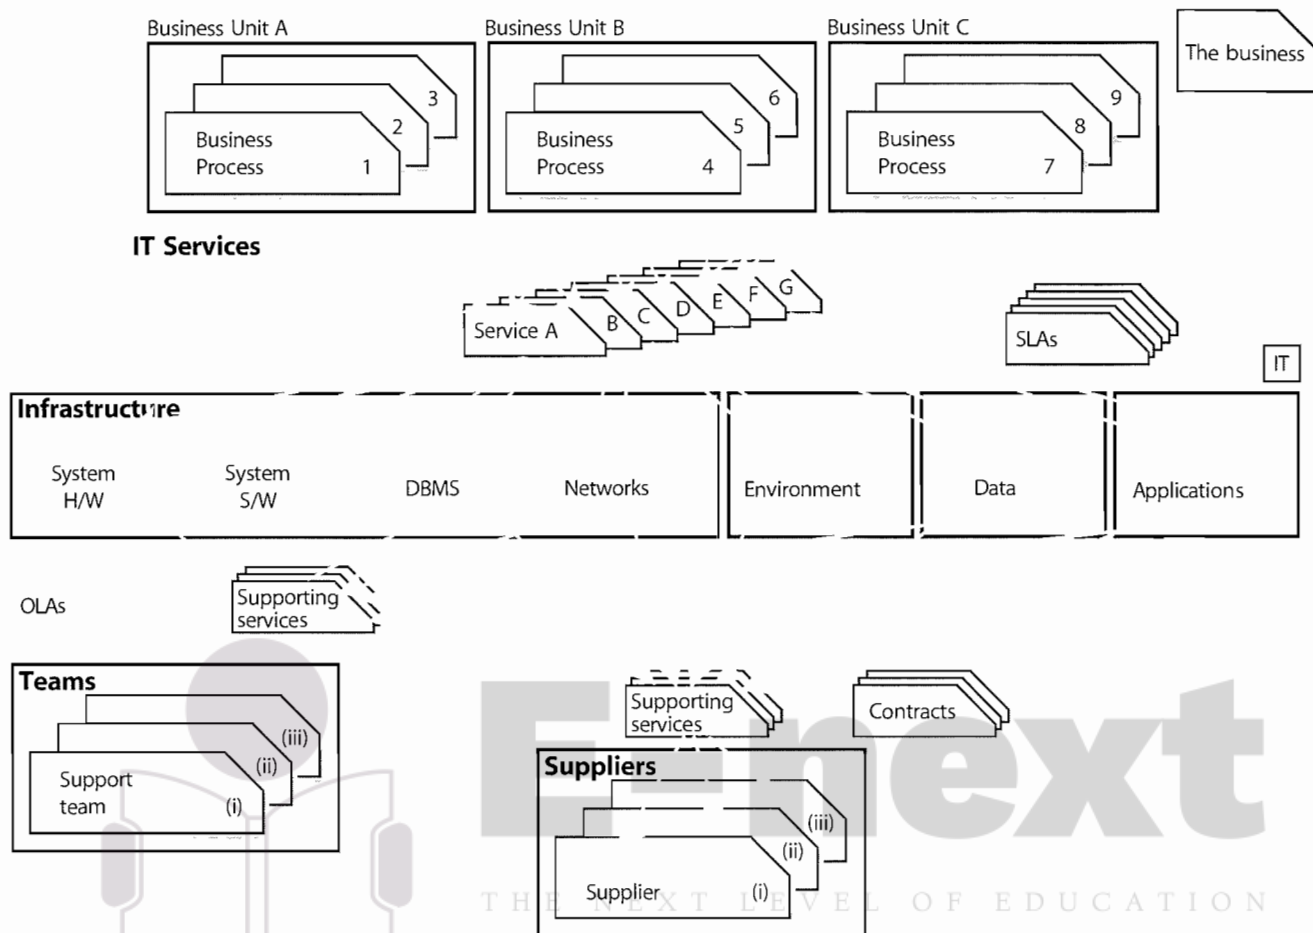 Business Unit A
Business Unit B
Business Unit C
The business
3
2
Business
Process 1
6
5
Business
Process 4
9
8
Business
Process 7
IT Services
Service A
B
C
D
E
F
G
SLAs
IT
Infrastructure
System
H/W
System
S/W
DBMS
Networks
Environment
Data
Applications
OLAs
Supporting
services
Teams
(iii)
(ii)
Support
team (i)
Supporting
services
Contracts
Suppliers
(iii)
(ii)
Supplier (i)
E-next
THE NEXT LEVEL OF EDUCATION